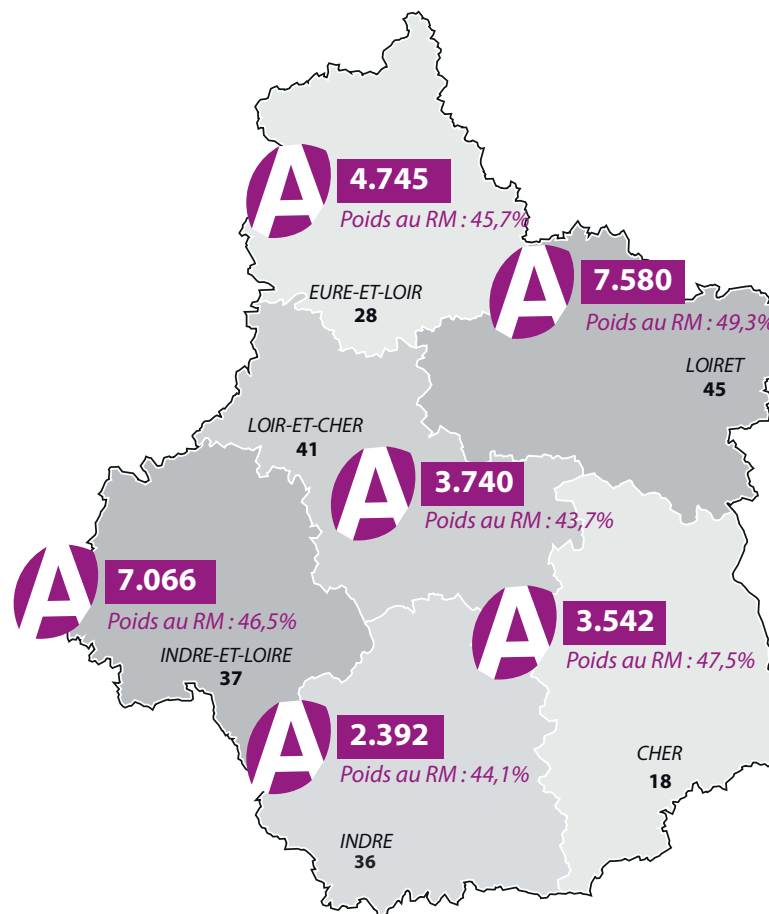 A
4.745
Poids au RM : 45,7%
EURE-ET-LOIR
28
A
7.580
Poids au RM : 49,3%
LOIRET
45
LOIR-ET-CHER
41
A
3.740
Poids au RM : 43,7%
A
7.066
Poids au RM : 46,5%
INDRE-ET-LOIRE
37
A
3.542
Poids au RM : 47,5%
A
2.392
Poids au RM : 44,1%
CHER
18
INDRE
36